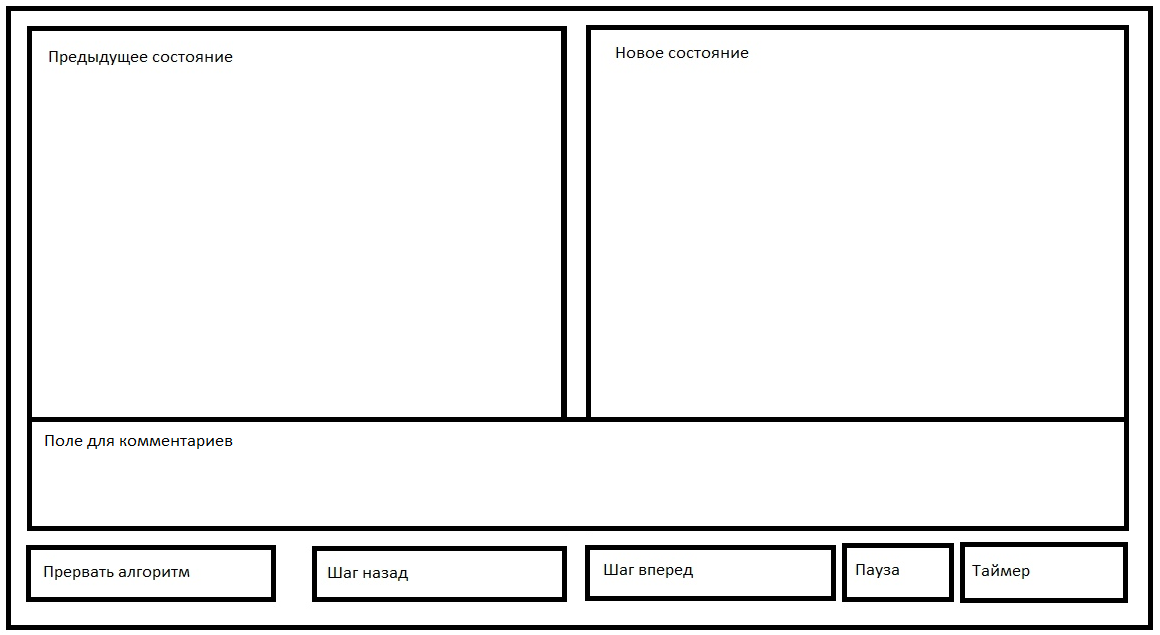 Предыдущее состояние
Новое состояние
Поле для комментариев
Прервать алгоритм
Шаг назад
Шаг вперед
Пауза
Таймер